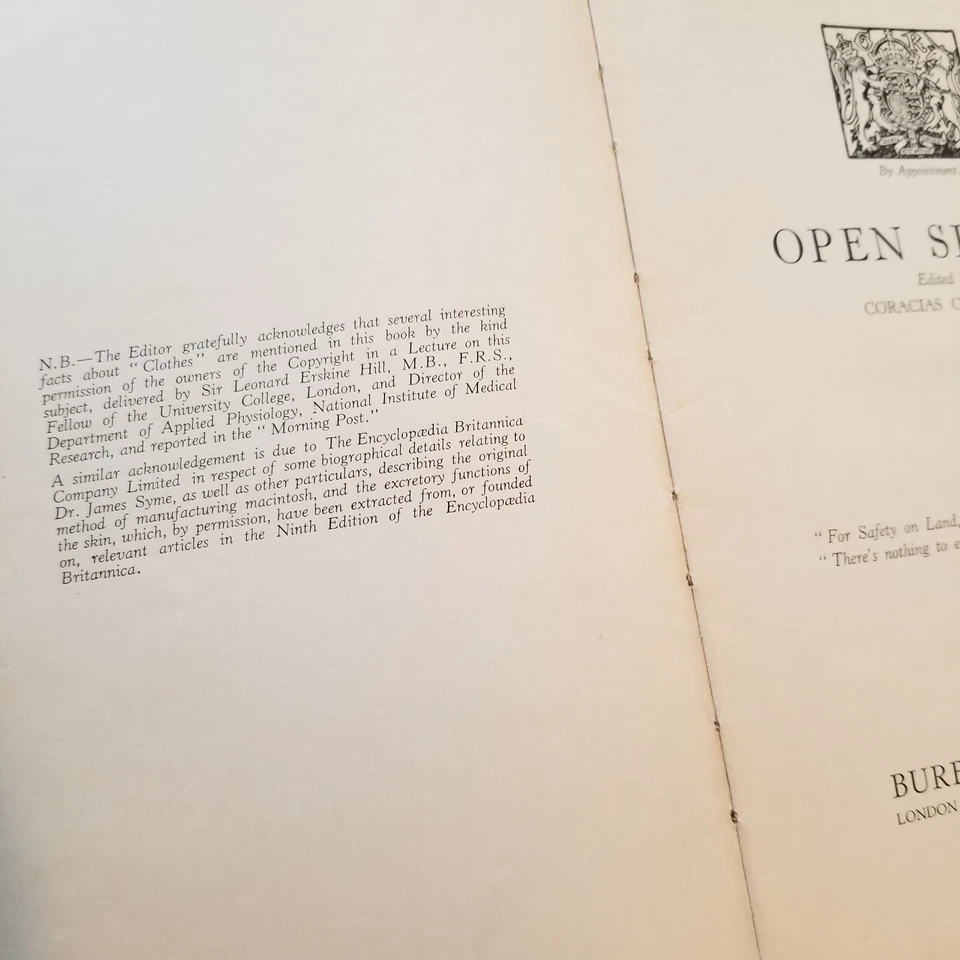 N.B.—The Editor gratefully acknowledges that several interesting
facts about "Clothes" are mentioned in this book by the kind
permission of the owners of the Copyright in a Lecture on this
subject, delivered by Sir Leonard Erskine Hill, M.B., F.R.S.,
Fellow of the University College, London, and Director of the
Department of Applied Physiology, National Institute of Medical
Research, and reported in the "Morning Post."
A similar acknowledgement is due to The Encyclopædia Britannica
Company Limited in respect of some biographical details relating to
Dr. James Syme, as well as other particulars, describing the original
method of manufacturing macintosh, and the excretory functions of
the skin, which, by permission, have been extracted from, or founded
on, relevant articles in the Ninth Edition of the Encyclopædia
Britannica.
By Appointment.
OPEN
Edited
CORACIAS
"For Safety on Land,
"There's nothing to
BURB
LONDON